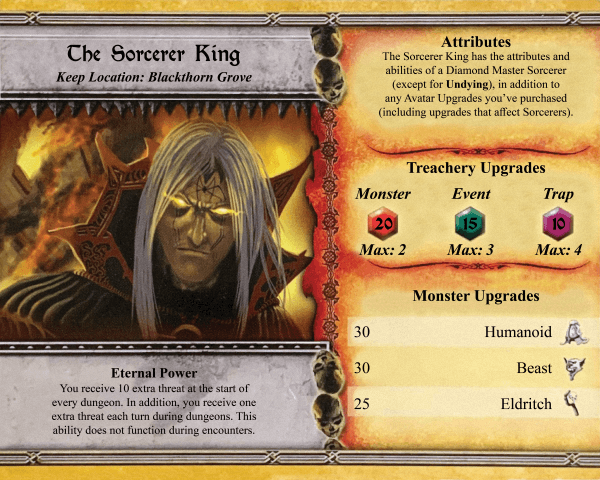 The Sorcerer King
Keep Location: Blackthorn Grove
Eternal Power
You receive 10 extra threat at the start of
every dungeon. In addition, you receive one
extra threat each turn during dungeons. This
ability does not function during encounters.
Attributes
The Sorcerer King has the attributes and
abilities of a Diamond Master Sorcerer
(except for Undying), in addition to
any Avatar Upgrades you've purchased
(including upgrades that affect Sorcerers).
Treachery Upgrades
Monster Event Trap
20 15 10
Max: 2 Max: 3 Max: 4
Monster Upgrades
30 Humanoid
30 Beast
25 Eldritch